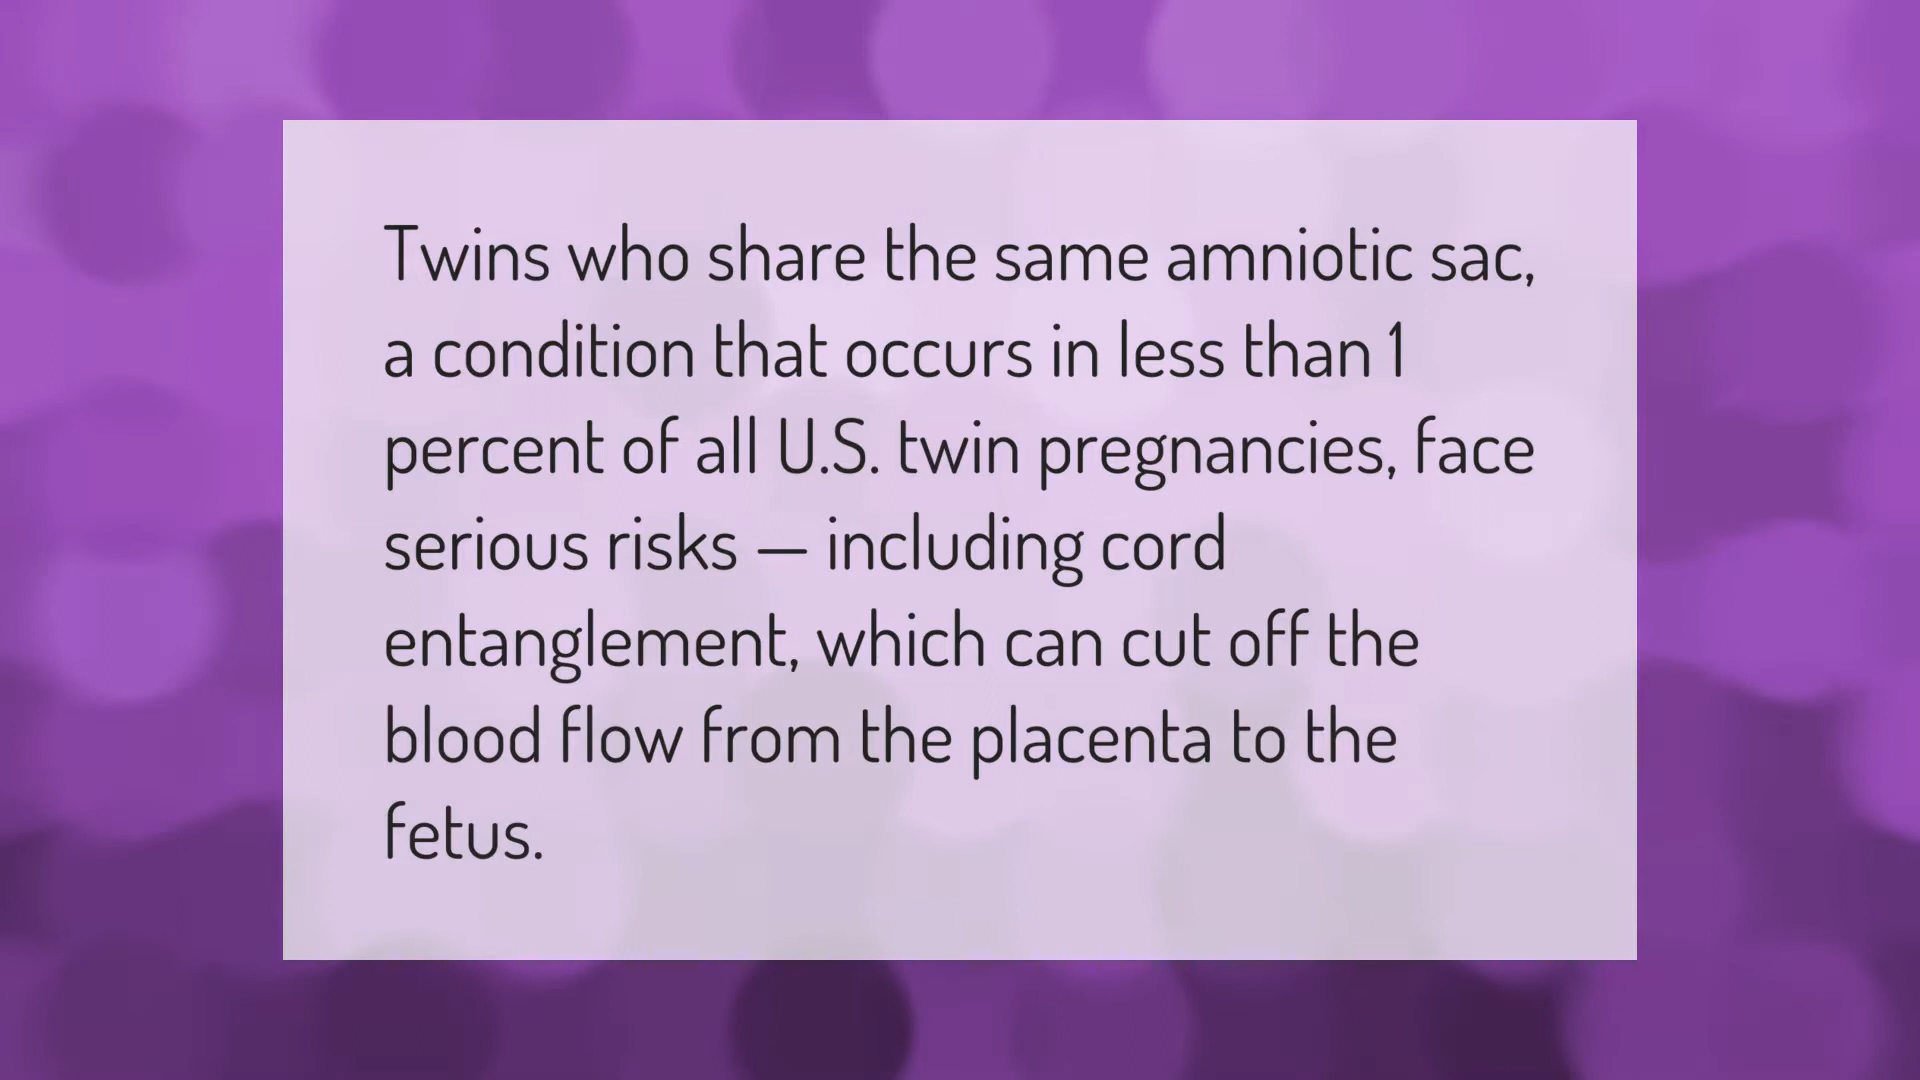 Twins who share the same amniotic sac,
a condition that occurs in less than 1
percent of all U.S. twin pregnancies, face
serious risks — including cord
entanglement, which can cut off the
blood flow from the placenta to the
fetus.